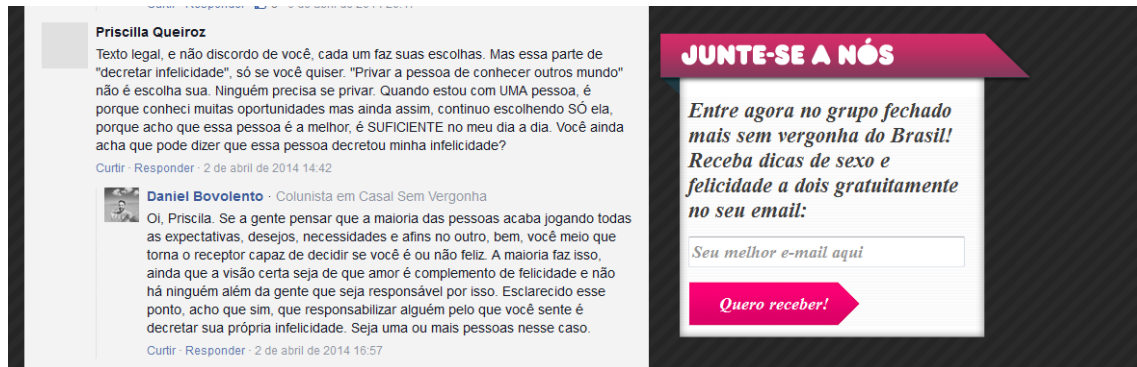 Priscilla Queiroz
Texto legal, e não discordo de você, cada um faz suas escolhas. Mas essa parte de
"decretar infelicidade", só se você quiser. "Privar a pessoa de conhecer outros mundo"
não é escolha sua. Ninguém precisa se privar. Quando estou com UMA pessoa, é
porque conheci muitas oportunidades mas ainda assim, continuo escolhendo SÓ ela,
porque acho que essa pessoa é a melhor, é SUFICIENTE no meu dia a dia. Você ainda
acha que pode dizer que essa pessoa decretou minha infelicidade?
Curtir · Responder · 2 de abril de 2014 14:42
Daniel Bovolento · Colunista em Casal Sem Vergonha
Oi, Priscila. Se a gente pensar que a maioria das pessoas acaba jogando todas
as expectativas, desejos, necessidades e afins no outro, bem, você meio que
torna o receptor capaz de decidir se você é ou não feliz. A maioria faz isso,
ainda que a visão certa seja de que amor é complemento de felicidade e não
há ninguém além da gente que seja responsável por isso. Esclarecido esse
ponto, acho que sim, que responsabilizar alguém pelo que você sente é
decretar sua própria infelicidade. Seja uma ou mais pessoas nesse caso.
Curtir · Responder · 2 de abril de 2014 16:57
JUNTE-SE A NÓS
Entre agora no grupo fechado
mais sem vergonha do Brasil!
Receba dicas de sexo e
felicidade a dois gratuitamente
no seu email:
Seu melhor e-mail aqui
Quero receber!